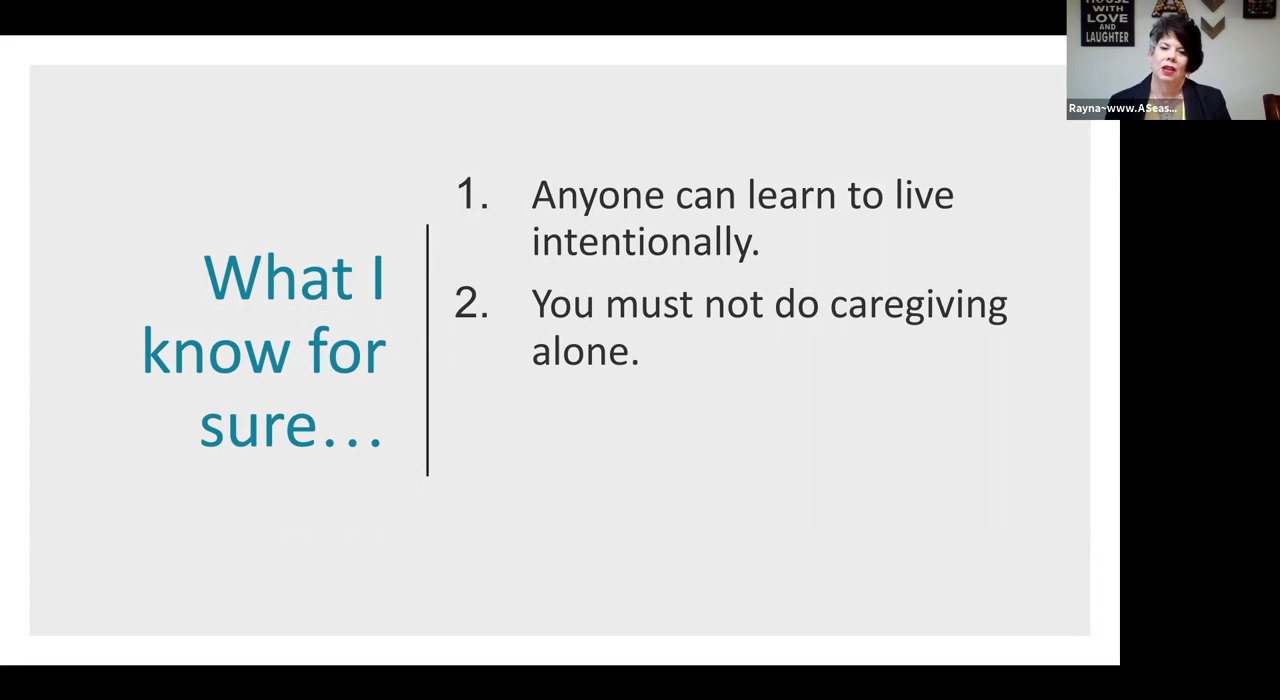 What I
know for
sure…
1. Anyone can learn to live
intentionally.
2. You must not do caregiving
alone.
HOUSE
WITH
LOVE
AND
LAUGHTER
A
Rayna~www.ASeas...